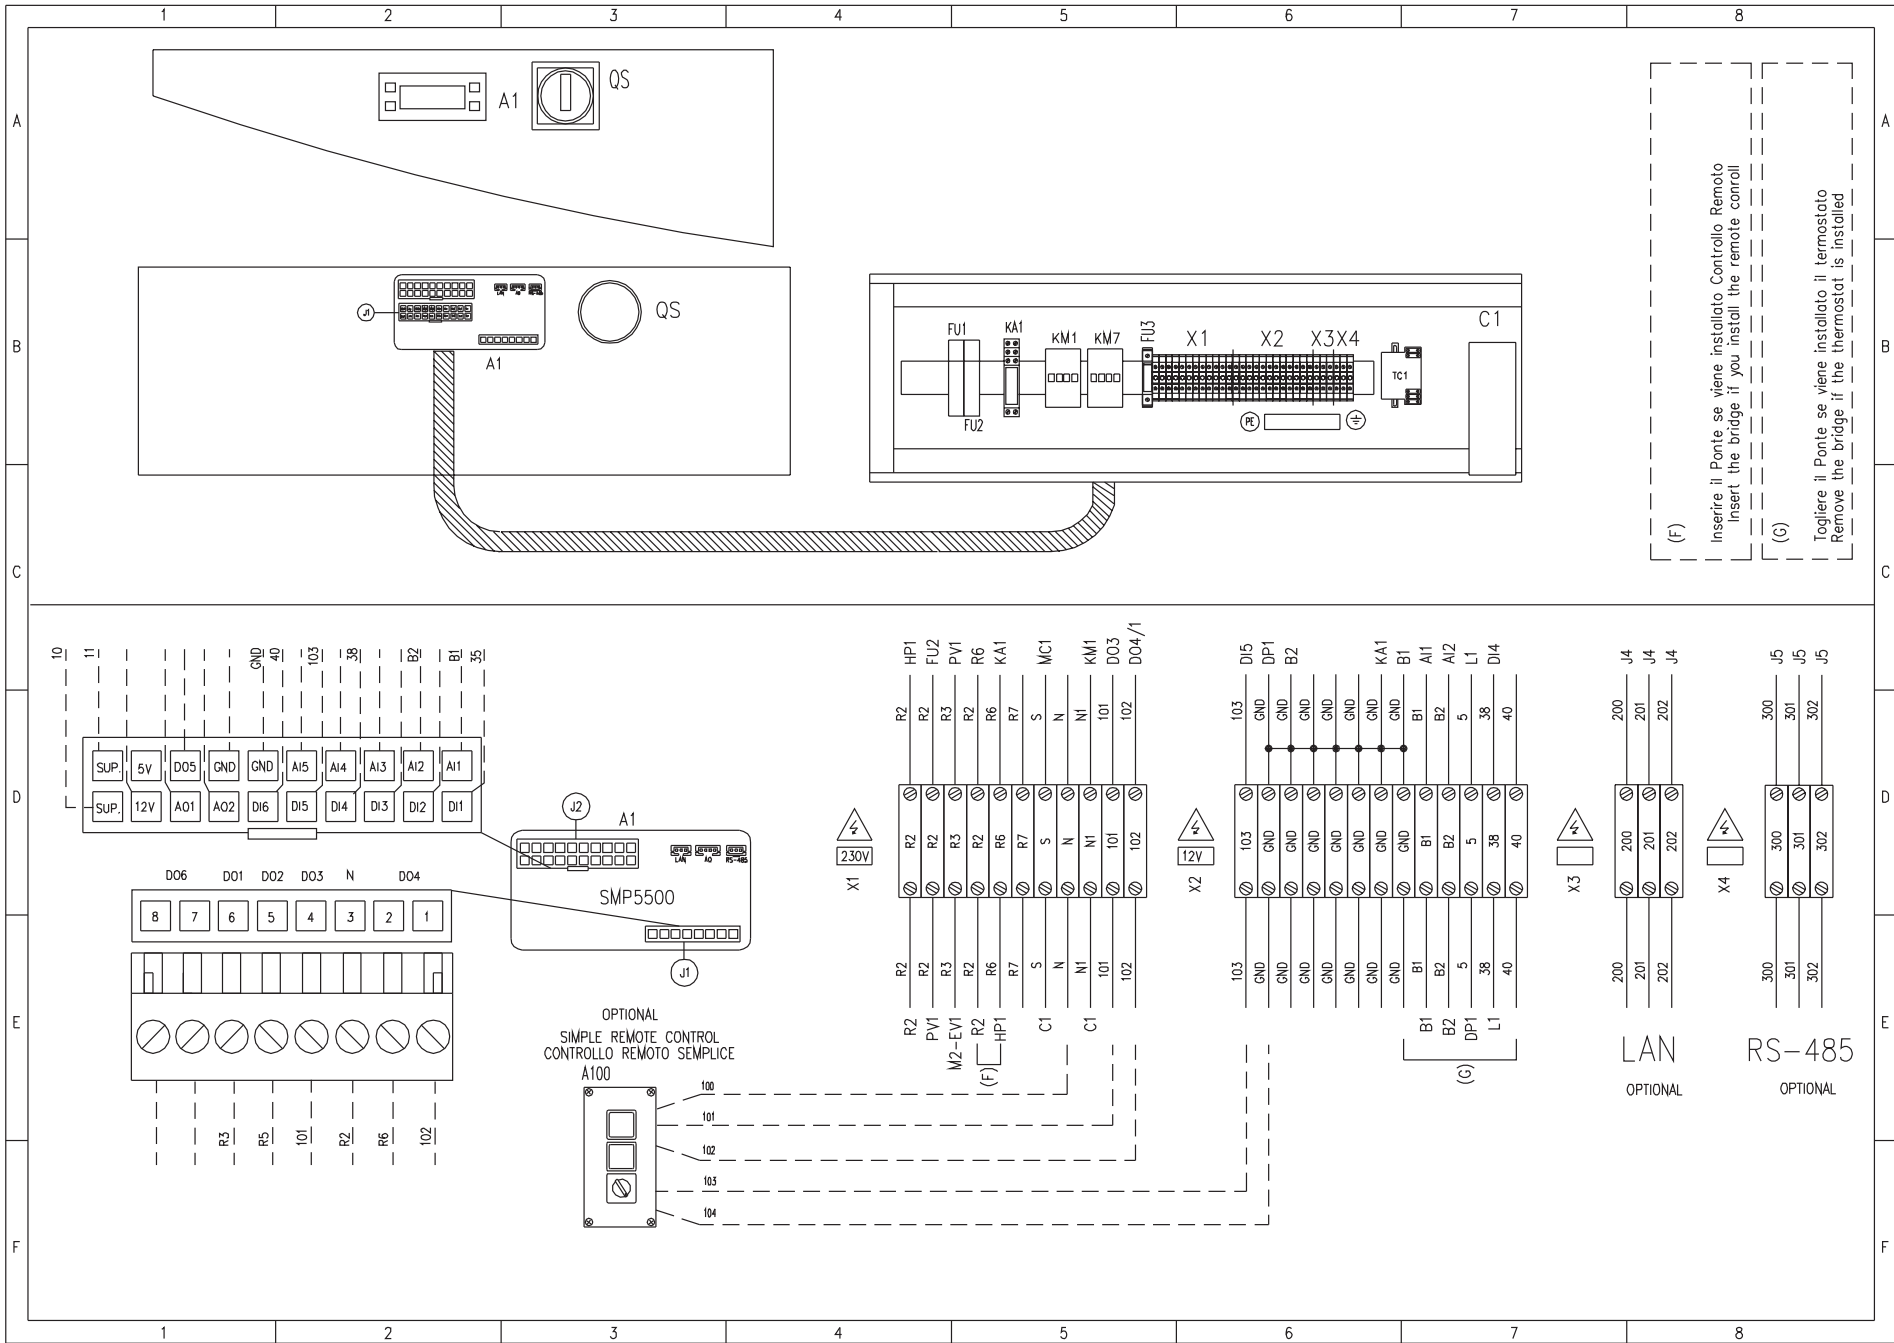 1 2 3 4 5 6 7 8
A A
A1
QS
B B
J1
A1
QS
FU1
KA1
KM1
KM7
FU3
X1
X2
X3X4
C1
FU2
PE
TC1
(F)
Inserire il Ponte se viene installato Controllo Remoto
Insert the bridge if you install the remote conroll
(G)
Togliere il Ponte se viene installato il termostato
Remove the bridge if the thermostat is installed
C C
10 11 GND 40 103 38 B2 B1 35
D D
SUP. 5V DO5 GND GND AI5 AI4 AI3 AI2 AI1
SUP. 12V AO1 AO2 DI6 DI5 DI4 DI3 DI2 DI1
DO6 DO1 DO2 DO3 N DO4
8 7 6 5 4 3 2 1
R3 R5 101 R2 R6 102
J2
A1
LAN AO RS-485
SMP5500
J1
OPTIONAL
SIMPLE REMOTE CONTROL
CONTROLLO REMOTO SEMPLICE
A100
100
101
102
103
104
HP1 FU2 PV1 R6 KA1 MC1 KM1 DO3 DO4/1
R2 R2 R3 R2 R6 R7 S N N1 101 102
230V
X1
R2 R2 R3 R2 R6 R7 S N N1 101 102
R2 R2 R3 R2 R6 R7 S N N1 101 102
R2 PV1 M2-EV1 R2 HP1 C1 C1
(F)
DI5 DP1 B2 KA1 B1 AI1 AI2 L1 DI4
103 GND GND GND GND GND GND GND B1 B2 5 38 40
12V
X2
103 GND GND GND GND GND GND GND B1 B2 5 38 40
103 GND GND GND GND GND GND GND B1 B2 5 38 40
B1 B2 DP1 L1
(G)
J4 J4 J4
200 201 202
X3
200 201 202
200 201 202
LAN
OPTIONAL
J5 J5 J5
300 301 302
X4
300 301 302
300 301 302
RS-485
OPTIONAL
E E
F F
1 2 3 4 5 6 7 8